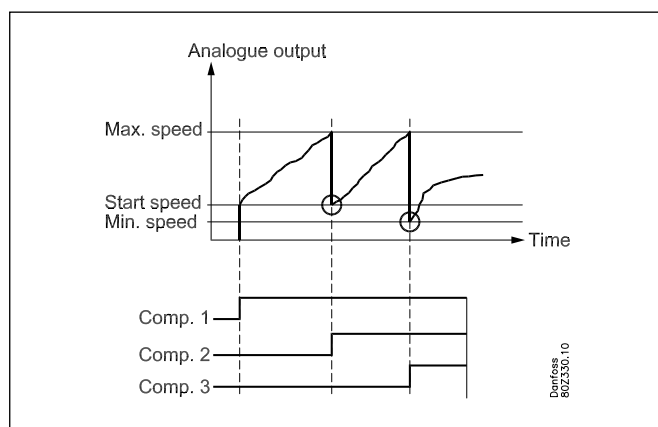 Analogue output
Max. speed
Start speed
Min. speed
Time
Comp. 1
Comp. 2
Comp. 3
Danfoss
80Z330.10